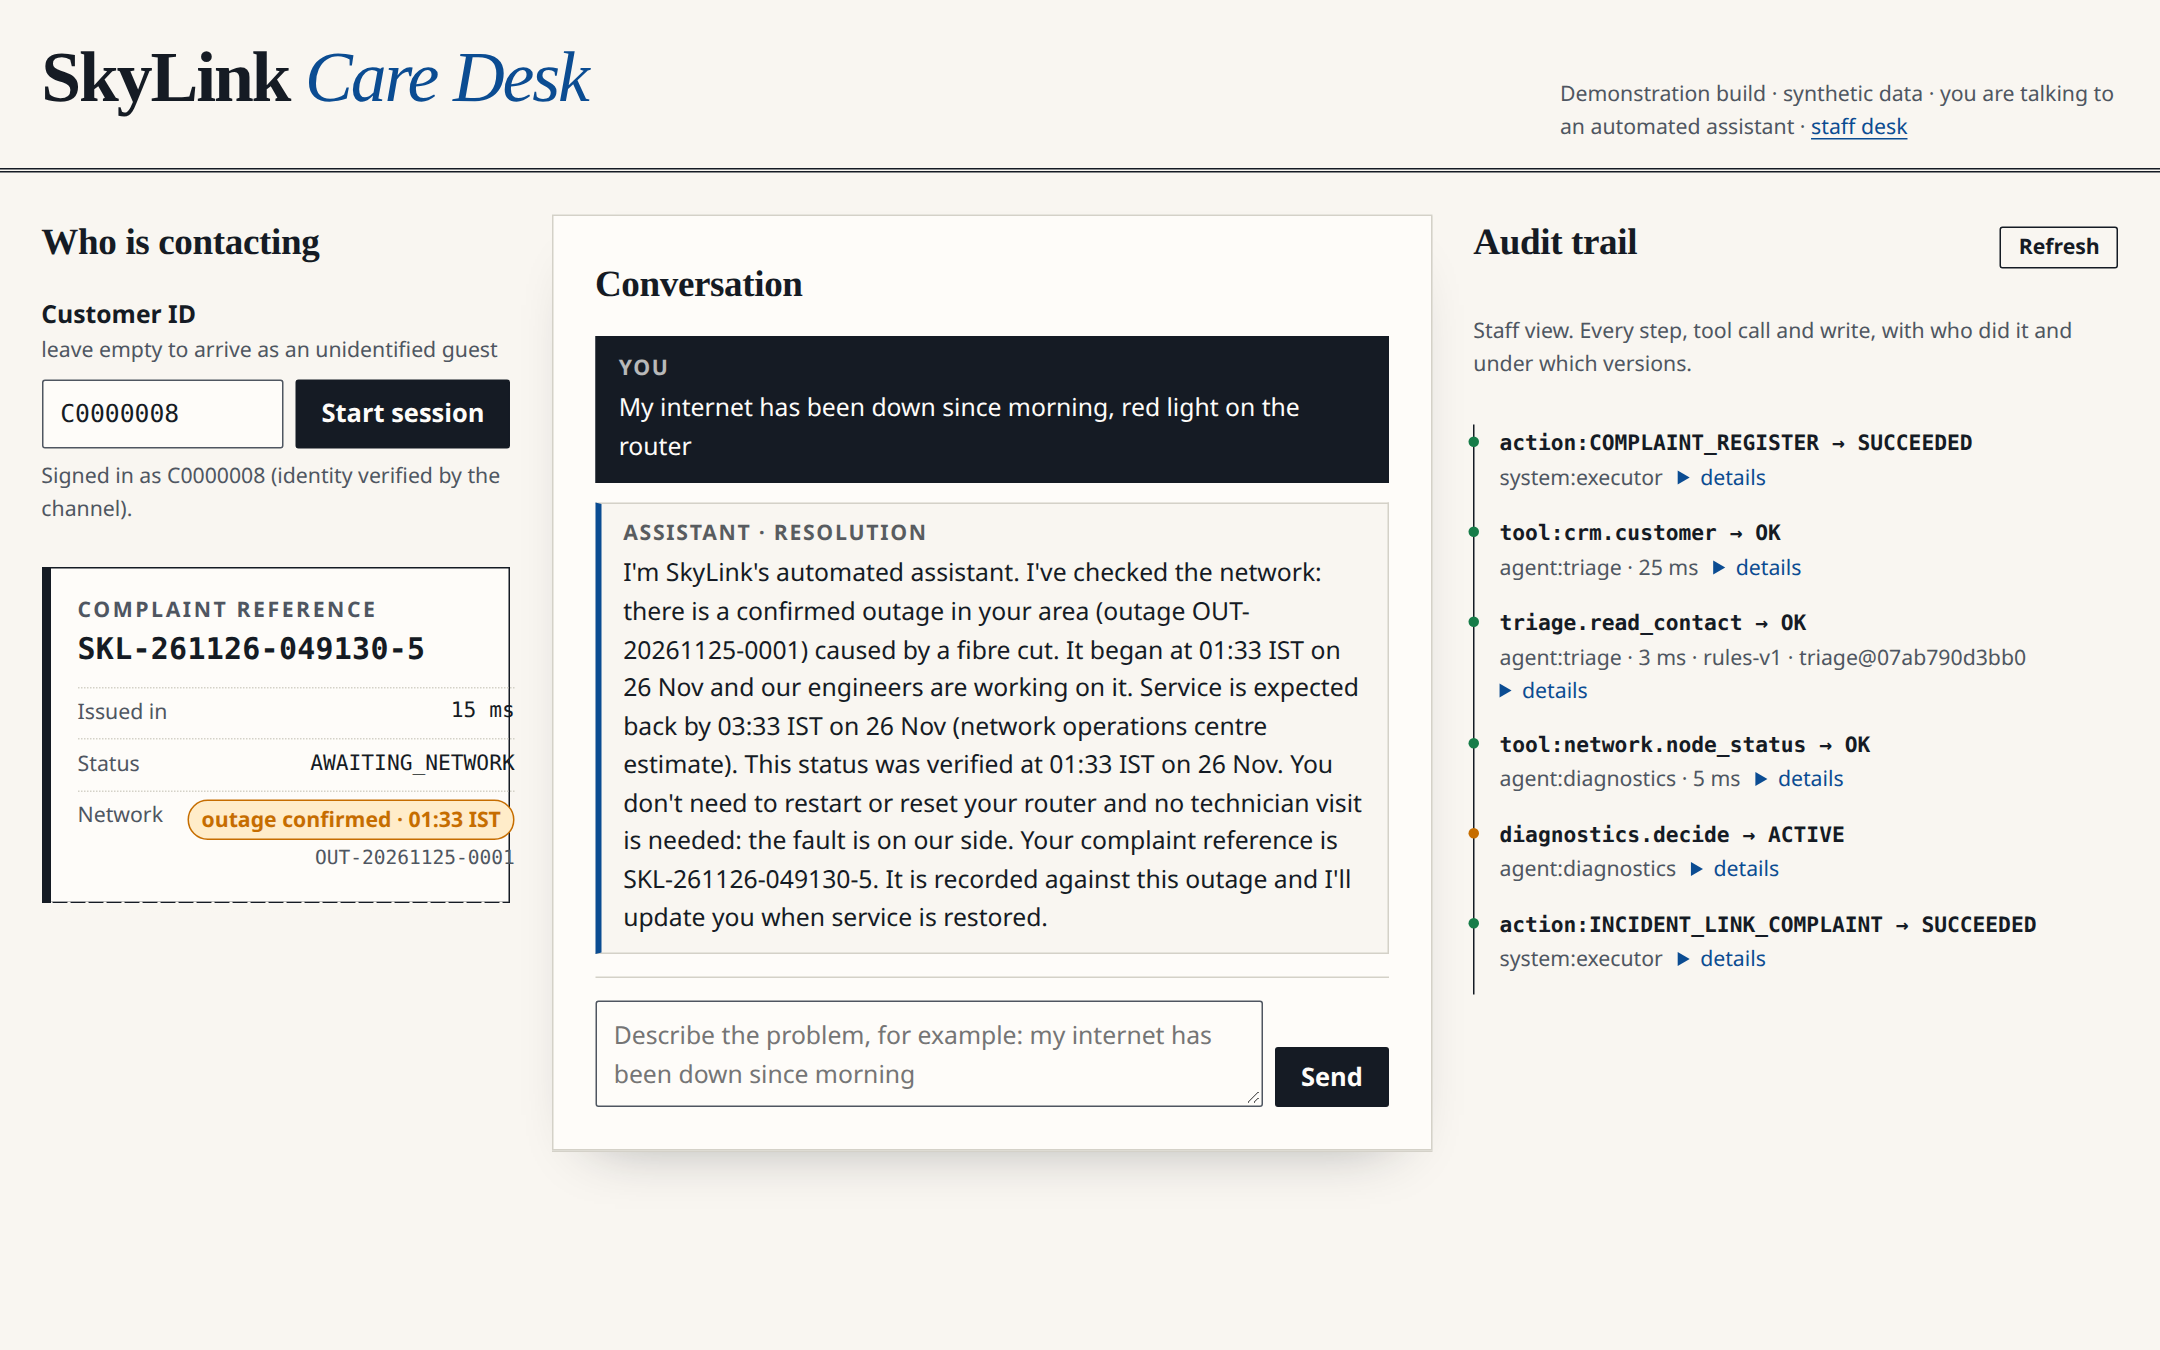 SkyLink Care Desk
Demonstration build · synthetic data · you are talking to
an automated assistant · staff desk
Who is contacting
Customer ID
leave empty to arrive as an unidentified guest
C0000008
Start session
Signed in as C0000008 (identity verified by the
channel).
COMPLAINT REFERENCE
SKL-261126-049130-5
Issued in 15 ms
Status AWAITING_NETWORK
Network outage confirmed · 01:33 IST
OUT-20261125-0001
Conversation
YOU
My internet has been down since morning, red light on the
router
ASSISTANT · RESOLUTION
I'm SkyLink's automated assistant. I've checked the network:
there is a confirmed outage in your area (outage OUT-
20261125-0001) caused by a fibre cut. It began at 01:33 IST on
26 Nov and our engineers are working on it. Service is expected
back by 03:33 IST on 26 Nov (network operations centre
estimate). This status was verified at 01:33 IST on 26 Nov. You
don't need to restart or reset your router and no technician visit
is needed: the fault is on our side. Your complaint reference is
SKL-261126-049130-5. It is recorded against this outage and I'll
update you when service is restored.
Describe the problem, for example: my internet has
been down since morning
Send
Audit trail
Refresh
Staff view. Every step, tool call and write, with who did it and
under which versions.
action:COMPLAINT_REGISTER → SUCCEEDED
system:executor ▶ details
tool:crm.customer → OK
agent:triage · 25 ms ▶ details
triage.read_contact → OK
agent:triage · 3 ms · rules-v1 · triage@07ab790d3bb0
▶ details
tool:network.node_status → OK
agent:diagnostics · 5 ms ▶ details
diagnostics.decide → ACTIVE
agent:diagnostics ▶ details
action:INCIDENT_LINK_COMPLAINT → SUCCEEDED
system:executor ▶ details